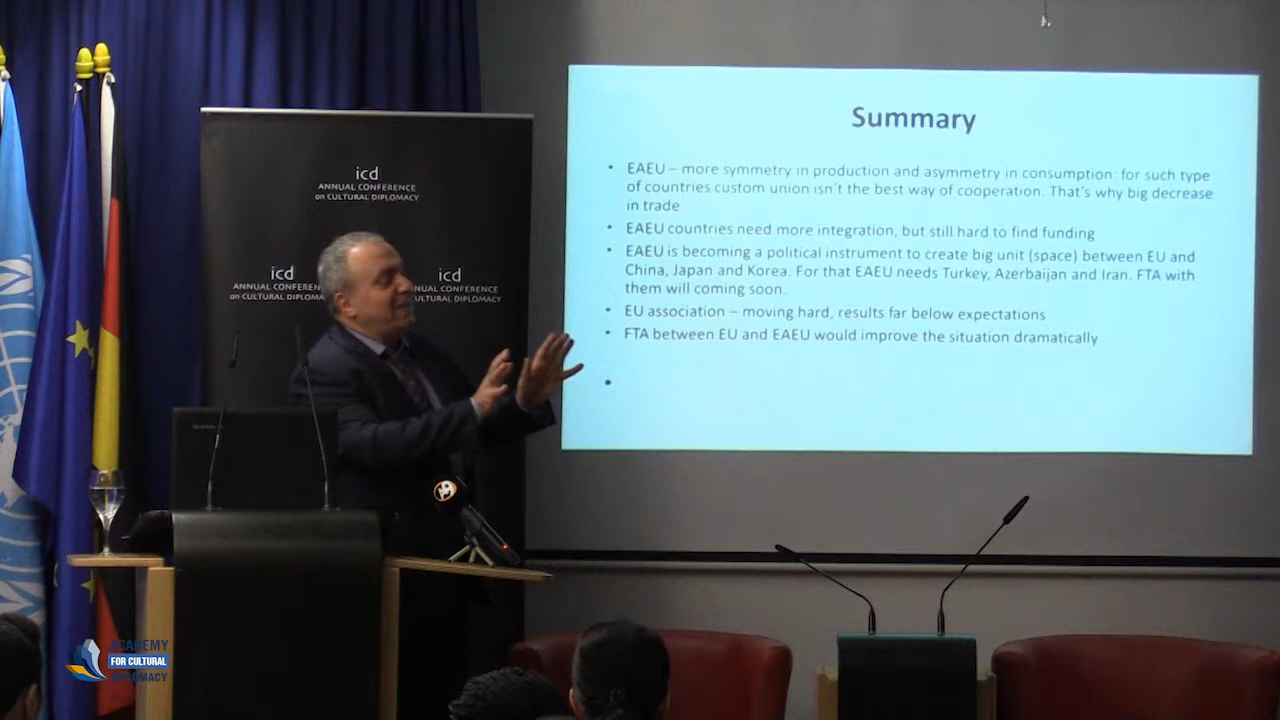 icd
ANNUAL CONFERENCE
on CULTURAL DIPLOMACY
icd
ANNUAL CONFERENCE
on CULTURAL
icd
ANNUAL CONFERENCE
CULTURAL DIPLOMACY
Summary
• EAEU – more symmetry in production and asymmetry in consumption: for such type
of countries custom union isn't the best way of cooperation. That's why big decrease
in trade
• EAEU countries need more integration, but still hard to find funding
• EAEU is becoming a political instrument to create big unit (space) between EU and
China, Japan and Korea. For that EAEU needs Turkey, Azerbaijan and Iran. FTA with
them will coming soon.
• EU association – moving hard, results far below expectations
• FTA between EU and EAEU would improve the situation dramatically
•
ACADEMY
FOR CULTURAL
DIPLOMACY